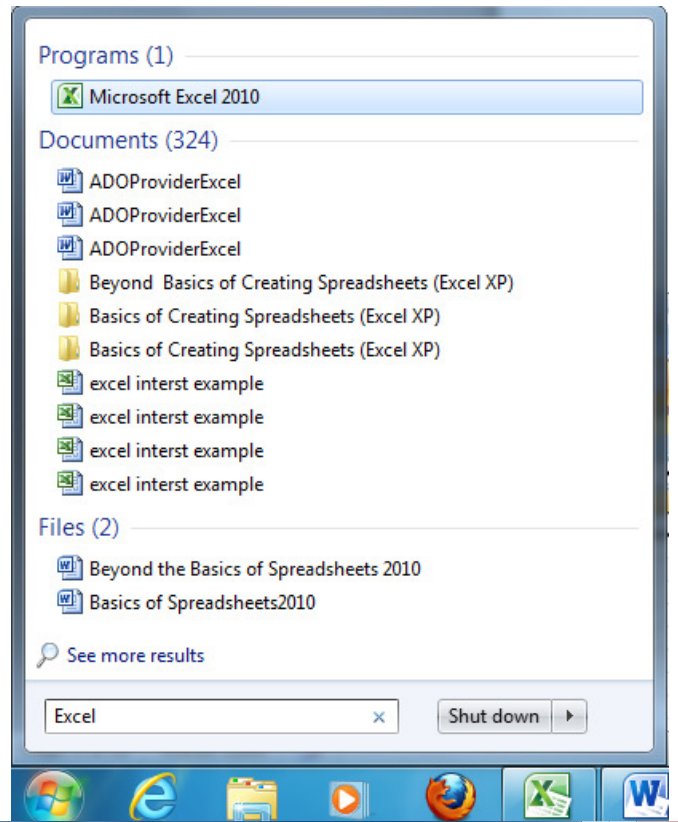 Programs (1)
Microsoft Excel 2010
Documents (324)
ADOProviderExcel
ADOProviderExcel
ADOProviderExcel
Beyond  Basics of Creating Spreadsheets (Excel XP)
Basics of Creating Spreadsheets (Excel XP)
Basics of Creating Spreadsheets (Excel XP)
excel interst example
excel interst example
excel interst example
excel interst example
Files (2)
Beyond the Basics of Spreadsheets 2010
Basics of Spreadsheets2010
See more results
Excel
Shut down